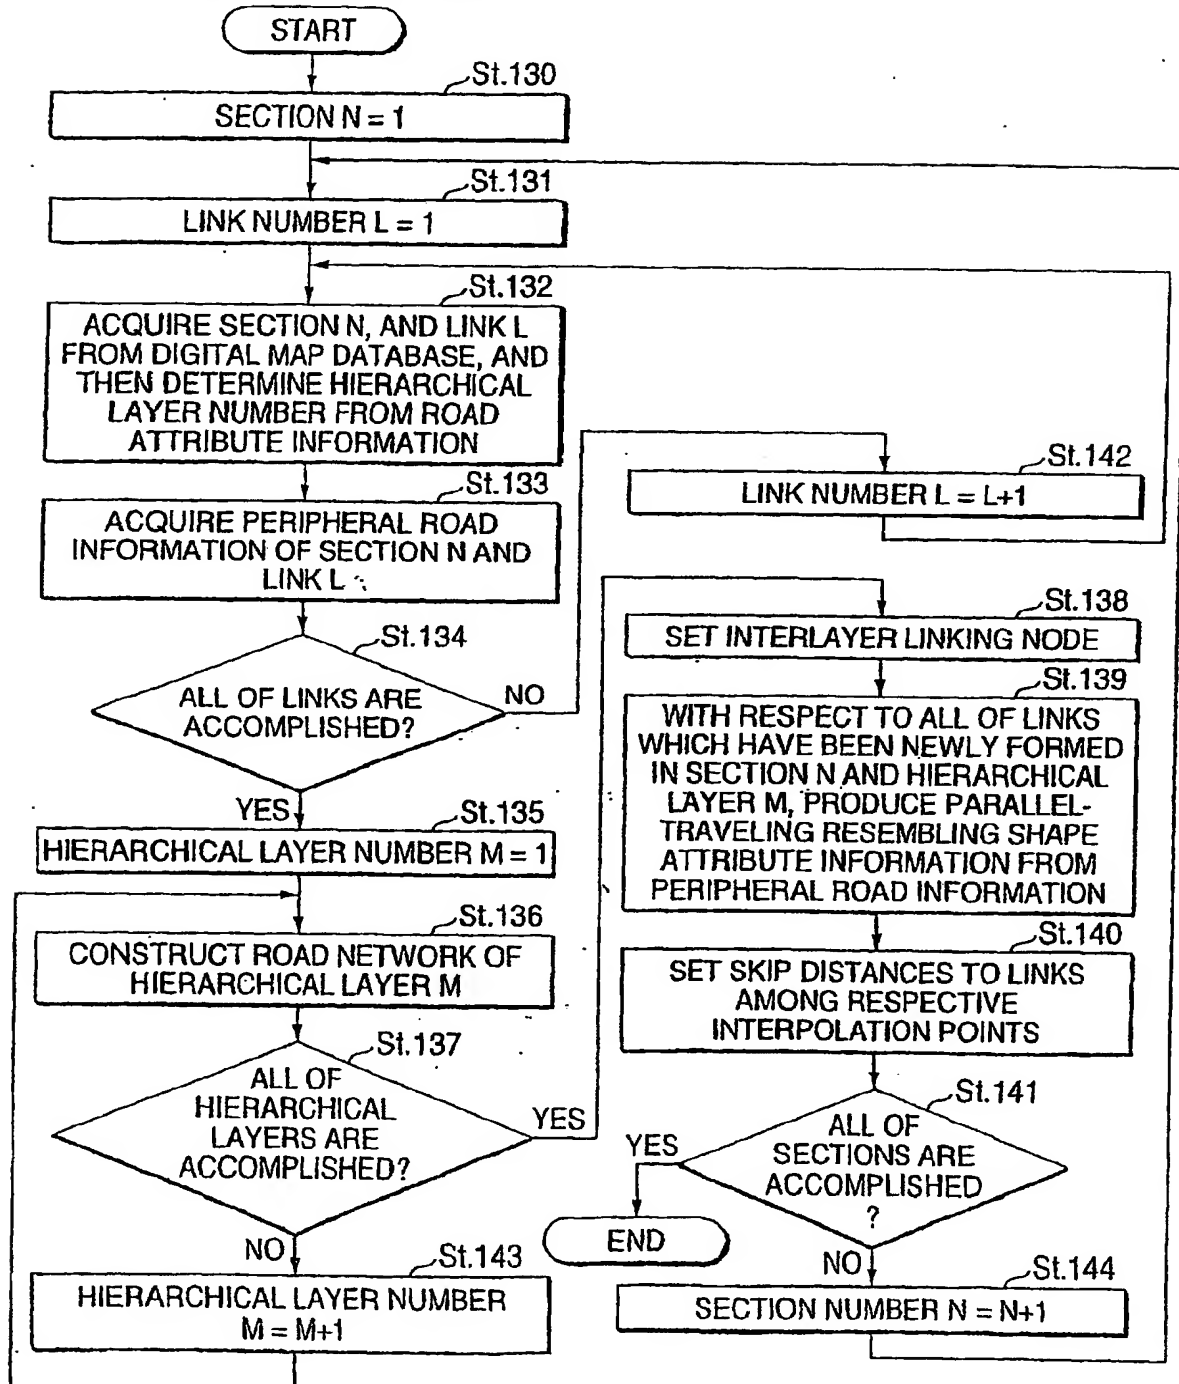 START
St.130
SECTION N = 1
St.131
LINK NUMBER L = 1
St.132
ACQUIRE SECTION N, AND LINK L
FROM DIGITAL MAP DATABASE, AND
THEN DETERMINE HIERARCHICAL
LAYER NUMBER FROM ROAD
ATTRIBUTE INFORMATION
St.133
ACQUIRE PERIPHERAL ROAD
INFORMATION OF SECTION N AND
LINK L
St.134
ALL OF LINKS ARE
ACCOMPLISHED?
NO
YES
St.135
HIERARCHICAL LAYER NUMBER M = 1
St.136
CONSTRUCT ROAD NETWORK OF
HIERARCHICAL LAYER M
St.137
ALL OF
HIERARCHICAL
LAYERS ARE
ACCOMPLISHED?
YES
NO
St.143
HIERARCHICAL LAYER NUMBER
M = M+1
St.142
LINK NUMBER L = L+1
St.138
SET INTERLAYER LINKING NODE
St.139
WITH RESPECT TO ALL OF LINKS
WHICH HAVE BEEN NEWLY FORMED
IN SECTION N AND HIERARCHICAL
LAYER M, PRODUCE PARALLEL-
TRAVELING RESEMBLING SHAPE
ATTRIBUTE INFORMATION FROM
PERIPHERAL ROAD INFORMATION
St.140
SET SKIP DISTANCES TO LINKS
AMONG RESPECTIVE
INTERPOLATION POINTS
St.141
ALL OF
SECTIONS ARE
ACCOMPLISHED
?
YES
END
NO
St.144
SECTION NUMBER N = N+1